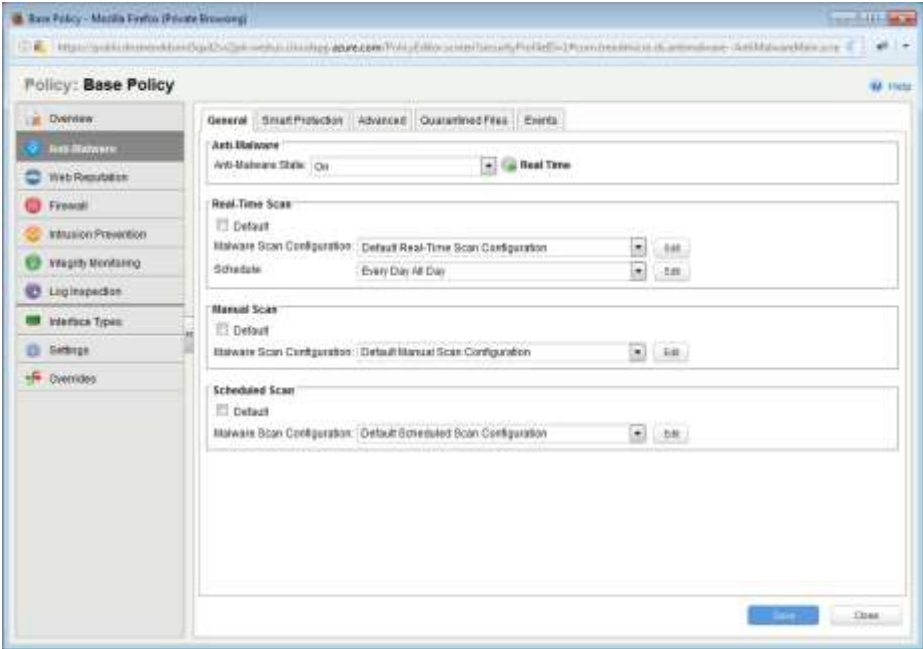 Base Policy - Mozilla Firefox (Private Browsing)
Policy: Base Policy
Help
Overview
Anti-Malware
Web Reputation
Firewall
Intrusion Prevention
Integrity Monitoring
Log Inspection
Interface Types
Settings
Overrides
General Smart Protection Advanced Quarantined Files Events
Anti-Malware
Anti-Malware State: On Real Time
Real-Time Scan
Default
Malware Scan Configuration: Default Real-Time Scan Configuration Edit
Schedule Every Day All Day Edit
Manual Scan
Default
Malware Scan Configuration: Default Manual Scan Configuration Edit
Scheduled Scan
Default
Malware Scan Configuration: Default Scheduled Scan Configuration Edit
Save Close